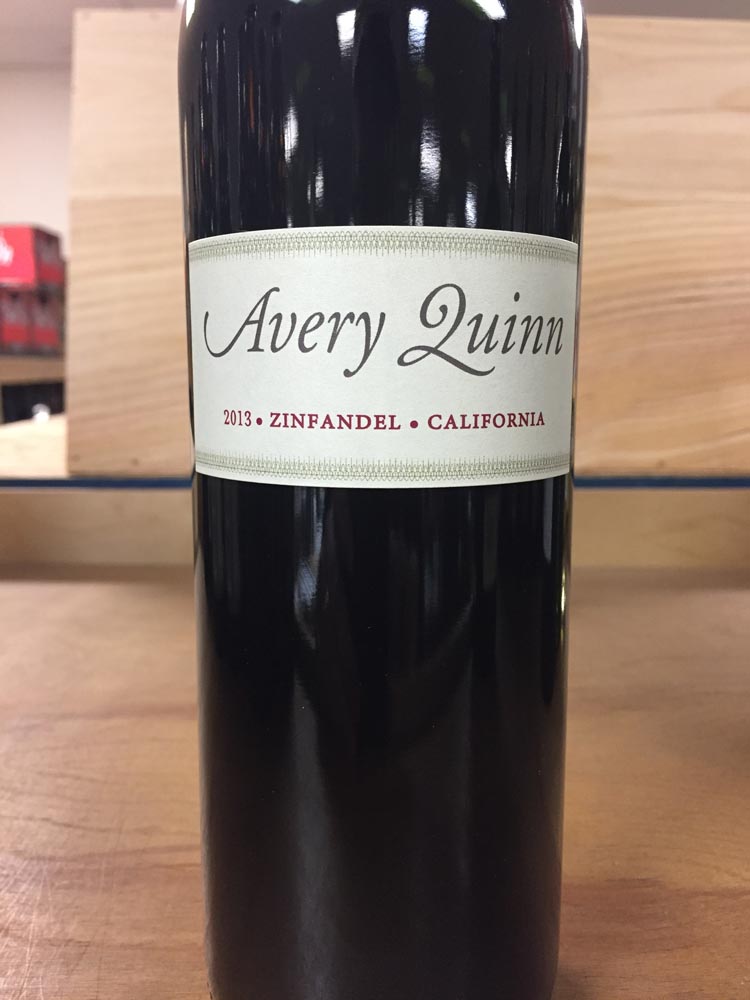 Avery Quinn
2013 • ZINFANDEL • CALIFORNIA